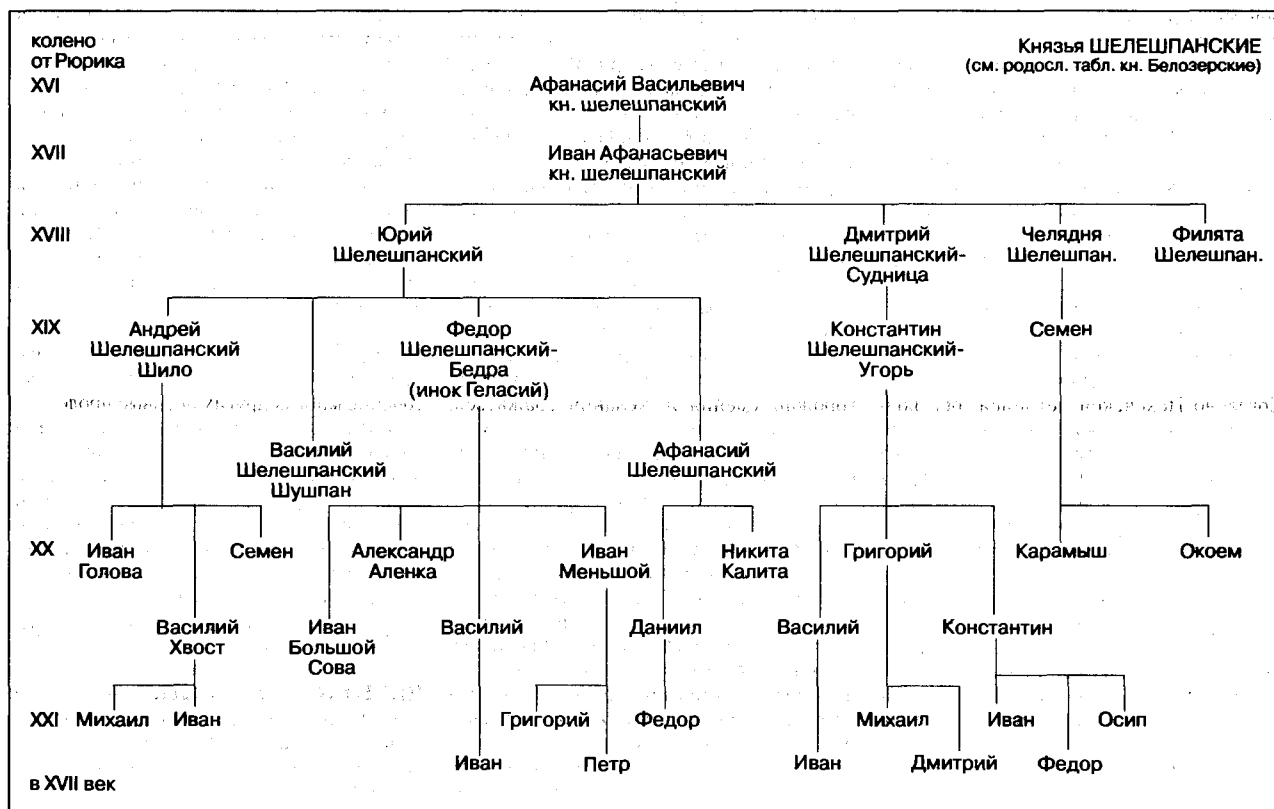 колено
от Рюрика
Князья ШЕЛЕШПАНСКИЕ
(см. родосл. табл. кн. Белозерские)
XVI
Афанасий Васильевич
кн. шелешпанский
XVII
Иван Афанасьевич
кн. шелешпанский
XVIII
Юрий
Шелешпанский
Дмитрий
Шелешпанский-
Судница
Челядня
Шелешпан.
Филята
Шелешпан.
XIX
Андрей
Шелешпанский
Шило
Федор
Шелешпанский-
Бедра
(инок Геласий)
Константин
Шелешпанский-
Угорь
Семен
Василий
Шелешпанский
Шушпан
Афанасий
Шелешпанский
XX
Иван
Голова
Семен
Александр
Аленка
Иван
Меньшой
Никита
Калита
Григорий
Карамыш
Окоем
Василий
Хвост
Иван
Большой
Сова
Василий
Даниил
Василий
Константин
XXI
Михаил
Иван
Григорий
Федор
Михаил
Иван
Осип
Иван
Петр
Иван
Дмитрий
Федор
в XVII век